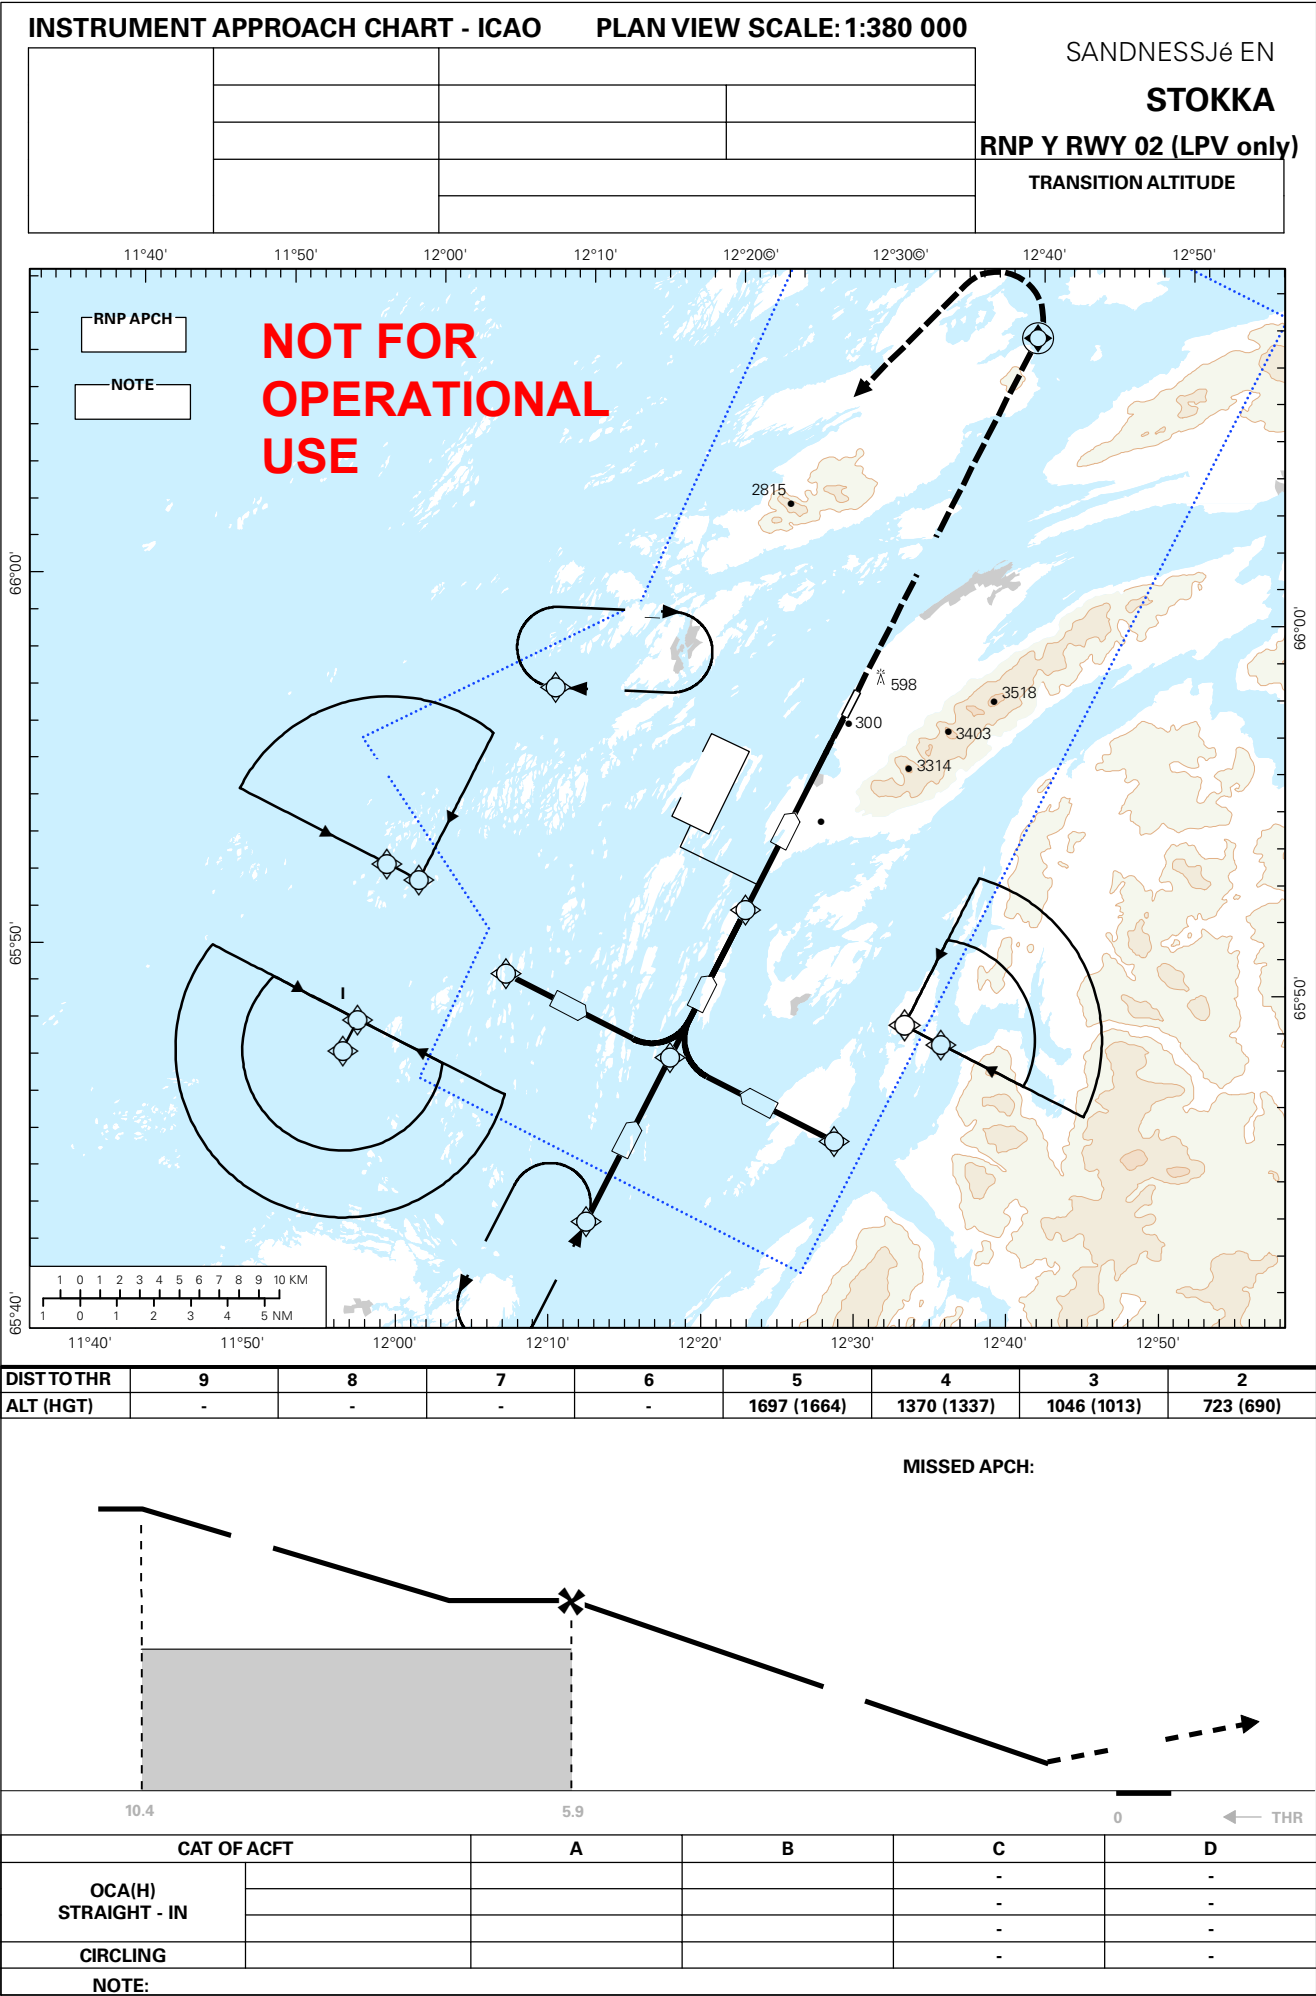 INSTRUMENT APPROACH CHART - ICAO PLAN VIEW SCALE: 1:380 000
SANDNESSJé EN
STOKKA
RNP Y RWY 02 (LPV only)
TRANSITION ALTITUDE
11°40' 11°50' 12°00' 12°10' 12°20'© 12°30'© 12°40' 12°50'
RNP APCH
NOTE
NOT FOR
OPERATIONAL
USE
2815
66°00'
66°00'
598
3518
300
3403
3314
65°50'
65°50'
I
65°40'
1 0 1 2 3 4 5 6 7 8 9 10 KM
1 0 1 2 3 4 5 NM
11°40' 11°50' 12°00' 12°10' 12°20' 12°30' 12°40' 12°50'
DIST TO THR 9 8 7 6 5 4 3 2
ALT (HGT) - - - - 1697 (1664) 1370 (1337) 1046 (1013) 723 (690)
MISSED APCH:
10.4 5.9 0 THR
CAT OF ACFT A B C D
OCA(H)
STRAIGHT - IN
- -
- -
- -
CIRCLING - -
NOTE: